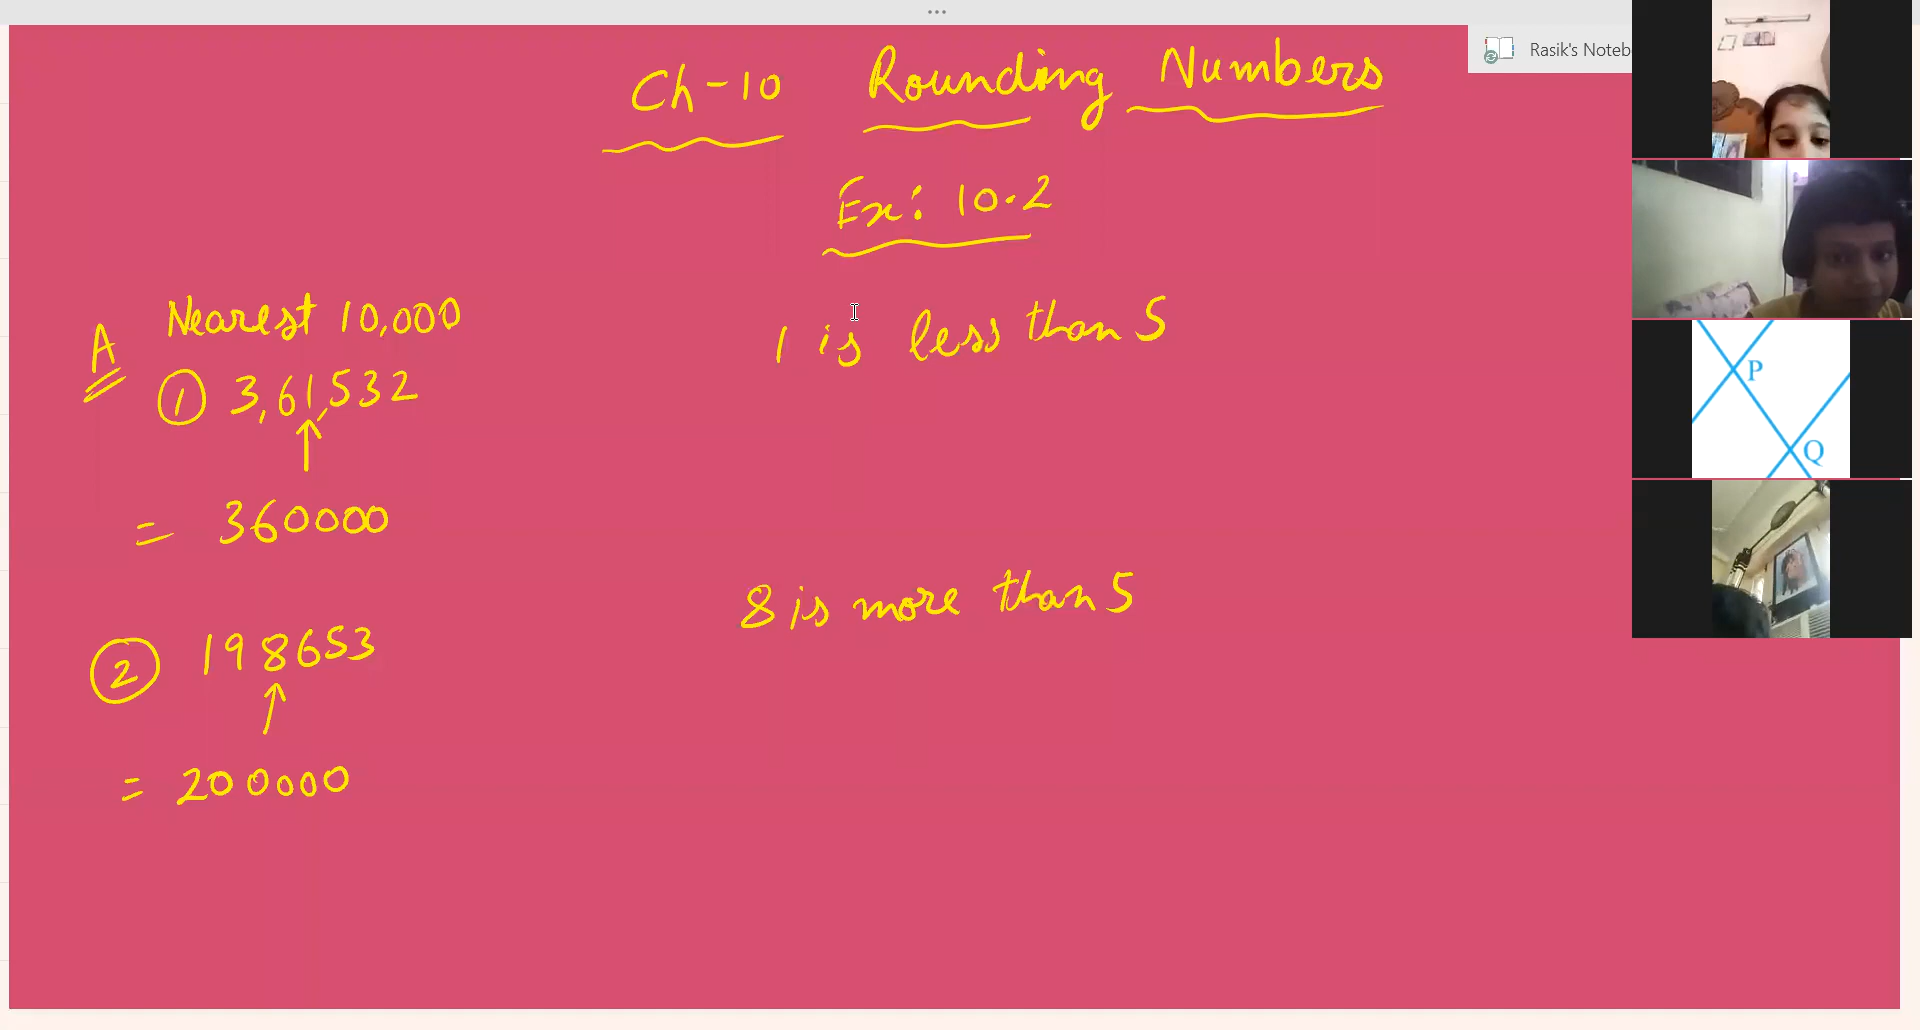 Rasik's Noteb
Ch-10 Rounding Numbers
Ex: 10.2
A Nearest 10,000
1 3,61,532
1 is less than 5
= 360000
2 198653
8 is more than 5
= 200000
P
Q